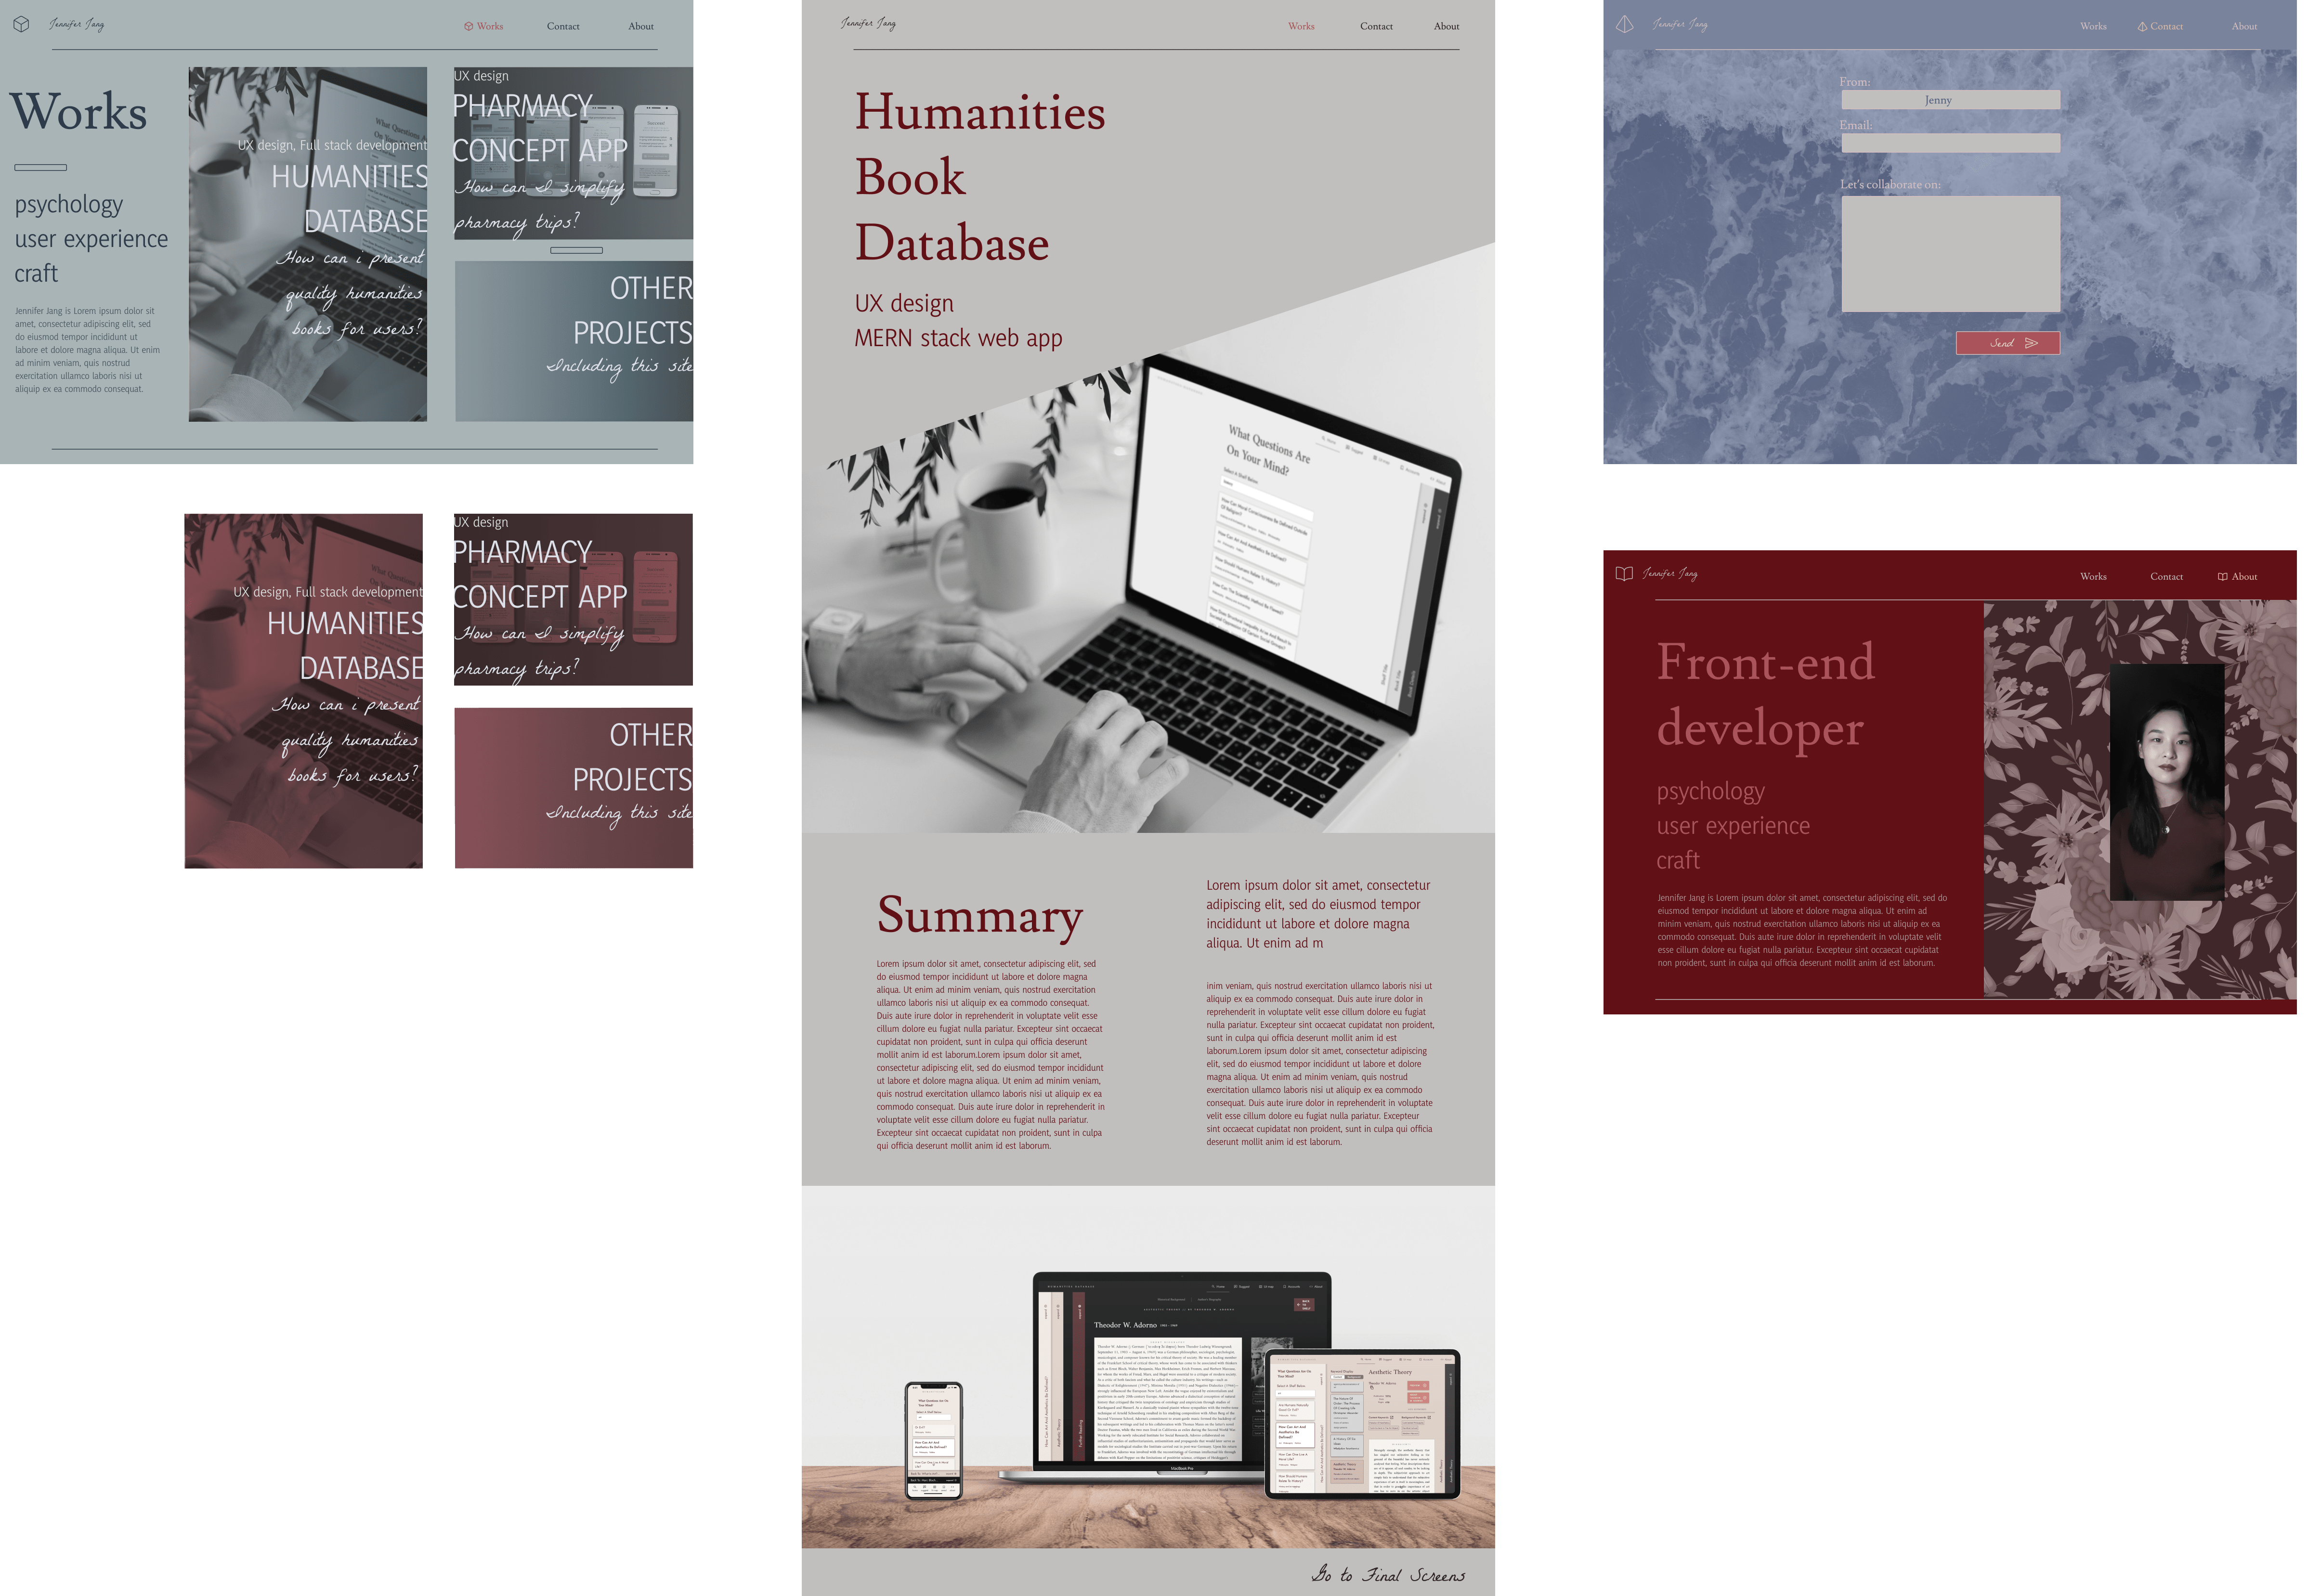 Jennifer Jang
Works
Contact
About
Works
psychology
user experience
craft
Jennifer Jang is Lorem ipsum dolor sit
amet, consectetur adipiscing elit, sed
do eiusmod tempor incididunt ut
labore et dolore magna aliqua. Ut enim
ad minim veniam, quis nostrud
exercitation ullamco laboris nisi ut
aliquip ex ea commodo consequat.
What Questions
UX design, Full stack development
HUMANITIES
DATABASE
How can i present
quality humanities
books for users?
UX design
PHARMACY
CONCEPT APP
How can I simplify
pharmacy trips?
OTHER
PROJECTS
Including this site
What Questions
UX design, Full stack development
HUMANITIES
DATABASE
How can i present
quality humanities
books for users?
UX design
PHARMACY
CONCEPT APP
How can I simplify
pharmacy trips?
OTHER
PROJECTS
Including this site
Jennifer Jang
Works
Contact
About
Humanities
Book
Database
UX design
MERN stack web app
What Questions Are
On Your Mind?
Summary
Lorem ipsum dolor sit amet, consectetur adipiscing elit, sed
do eiusmod tempor incididunt ut labore et dolore magna
aliqua. Ut enim ad minim veniam, quis nostrud exercitation
ullamco laboris nisi ut aliquip ex ea commodo consequat.
Duis aute irure dolor in reprehenderit in voluptate velit esse
cillum dolore eu fugiat nulla pariatur. Excepteur sint occaecat
cupidatat non proident, sunt in culpa qui officia deserunt
mollit anim id est laborum.Lorem ipsum dolor sit amet,
consectetur adipiscing elit, sed do eiusmod tempor incididunt
ut labore et dolore magna aliqua. Ut enim ad minim veniam,
quis nostrud exercitation ullamco laboris nisi ut aliquip ex ea
commodo consequat. Duis aute irure dolor in reprehenderit in
voluptate velit esse cillum dolore eu fugiat nulla pariatur.
Excepteur sint occaecat cupidatat non proident, sunt in culpa
qui officia deserunt mollit anim id est laborum.
Lorem ipsum dolor sit amet, consectetur
adipiscing elit, sed do eiusmod tempor
incididunt ut labore et dolore magna
aliqua. Ut enim ad m
inim veniam, quis nostrud exercitation ullamco laboris nisi ut
aliquip ex ea commodo consequat. Duis aute irure dolor in
reprehenderit in voluptate velit esse cillum dolore eu fugiat
nulla pariatur. Excepteur sint occaecat cupidatat non proident,
sunt in culpa qui officia deserunt mollit anim id est
laborum.Lorem ipsum dolor sit amet, consectetur adipiscing
elit, sed do eiusmod tempor incididunt ut labore et dolore
magna aliqua. Ut enim ad minim veniam, quis nostrud
exercitation ullamco laboris nisi ut aliquip ex ea commodo
consequat. Duis aute irure dolor in reprehenderit in voluptate
velit esse cillum dolore eu fugiat nulla pariatur. Excepteur
sint occaecat cupidatat non proident, sunt in culpa qui officia
deserunt mollit anim id est laborum.
Theodor W. Adorno
MacBook Pro
Aesthetic Theory
Go to Final Screens
Jennifer Jang
Works
Contact
About
From:
Jenny
Email:
Let's collaborate on:
Send
Jennifer Jang
Works
Contact
About
Front-end
developer
psychology
user experience
craft
Jennifer Jang is Lorem ipsum dolor sit amet, consectetur adipiscing elit, sed do
eiusmod tempor incididunt ut labore et dolore magna aliqua. Ut enim ad
minim veniam, quis nostrud exercitation ullamco laboris nisi ut aliquip ex ea
commodo consequat. Duis aute irure dolor in reprehenderit in voluptate velit
esse cillum dolore eu fugiat nulla pariatur. Excepteur sint occaecat cupidatat
non proident, sunt in culpa qui officia deserunt mollit anim id est laborum.